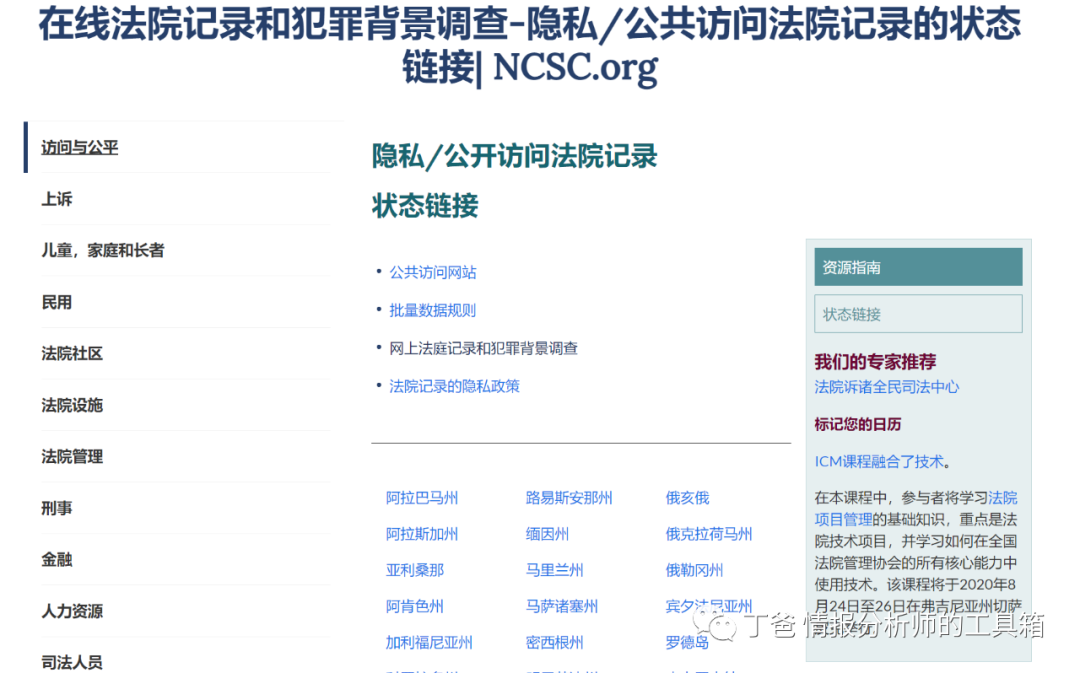 在线法院记录和犯罪背景调查-隐私/公共访问法院记录的状态
链接| NCSC.org
访问与公平
上诉
儿童，家庭和长者
民用
法院社区
法院设施
法院管理
刑事
金融
人力资源
司法人员
隐私/公开访问法院记录
状态链接
• 公共访问网站
• 批量数据规则
• 网上法庭记录和犯罪背景调查
• 法院记录的隐私政策
阿拉巴马州 路易斯安那州 俄亥俄
阿拉斯加州 缅因州 俄克拉荷马州
亚利桑那 马里兰州 俄勒冈州
阿肯色州 马萨诸塞州 宾夕法尼亚州
加利福尼亚州 密西根州 罗德岛
资源指南
状态链接
我们的专家推荐
法院诉诸全民司法中心
标记您的日历
ICM课程融合了技术。
在本课程中，参与者将学习法院
项目管理的基础知识，重点是法
院技术项目，并学习如何在全国
法院管理协会的所有核心能力中
使用技术。该课程将于2020年8
月24日至26日在弗吉尼亚州切萨
丁爸 情报分析师的工具箱